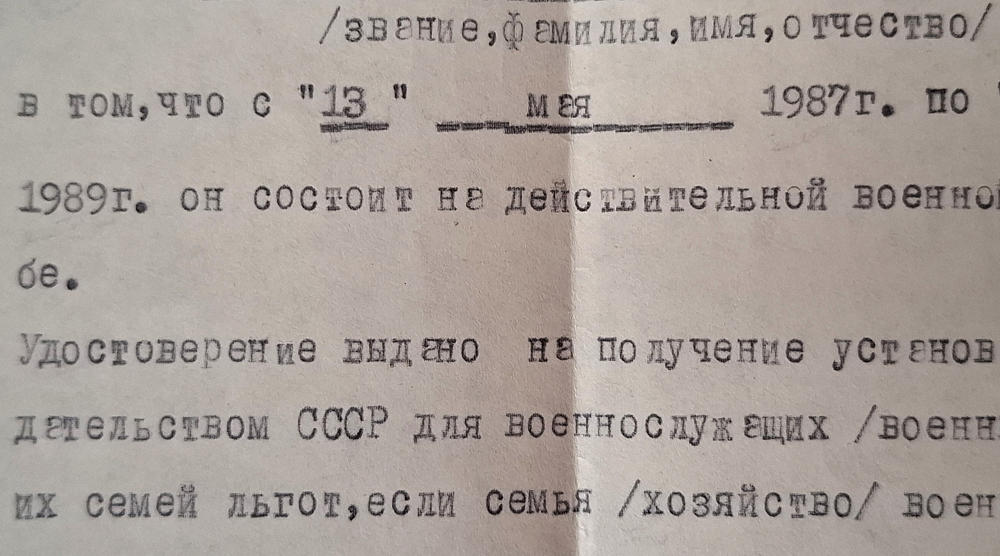 /звание,фамилия,имя,отчество/
в том,что с "13 " мая 1987г. по "
1989г. он состоит на действительной военной
бе.
Удостоверение выдано на получение установ
дательством СССР для военнослужащих /военн
их семей льгот,если семья /хозяйство/ воен